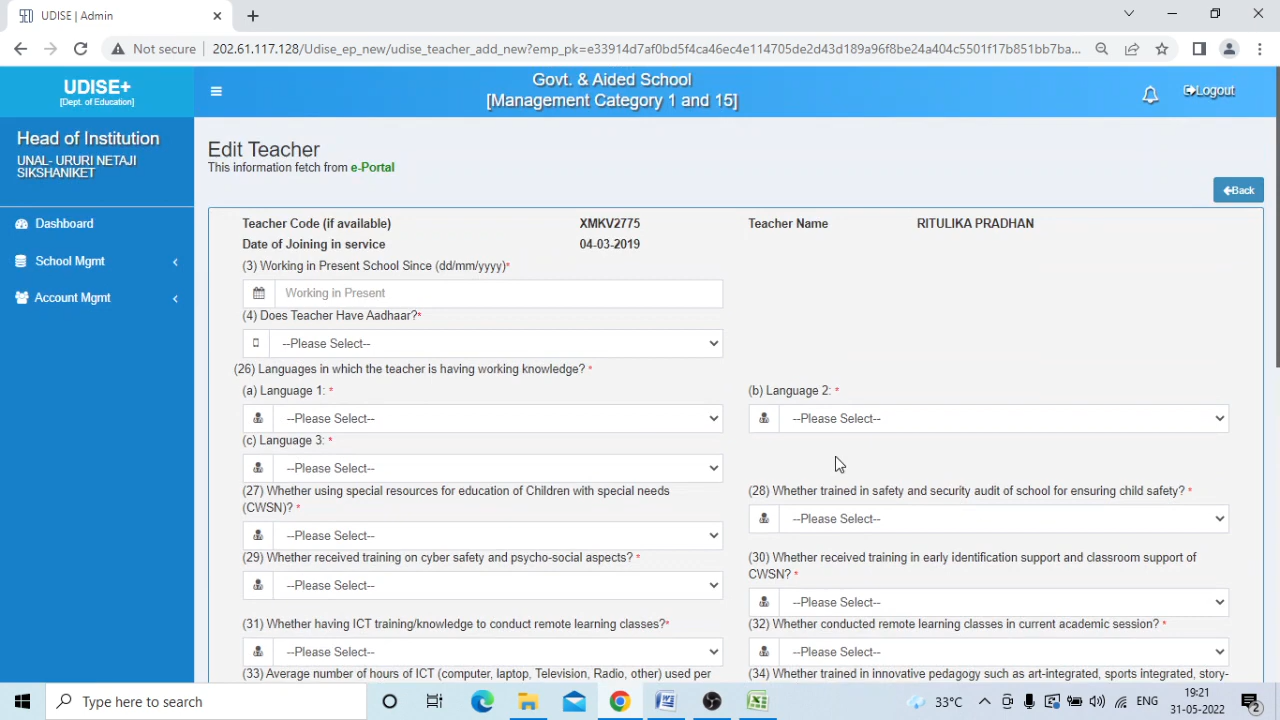 UDISE | Admin
Not secure
202.61.117.128/Udise_ep_new/udise_teacher_add_new?emp_pk=e33914d7af0bd5f4ca46ec4e114705de2d43d189a96f8be24a404c5501f17b851bb7ba...
UDISE+
[Dept. of Education]
Govt. & Aided School
[Management Category 1 and 15]
Logout
Head of Institution
UNAL- URURI NETAJI
SIKSHANIKET
Dashboard
School Mgmt
Account Mgmt
Edit Teacher
This information fetch from e-Portal
Back
Teacher Code (if available) XMKV2775 Teacher Name RITULIKA PRADHAN
Date of Joining in service 04-03-2019
(3) Working in Present School Since (dd/mm/yyyy)*
Working in Present
(4) Does Teacher Have Aadhaar?*
--Please Select--
(26) Languages in which the teacher is having working knowledge? *
(a) Language 1: * (b) Language 2: *
--Please Select-- --Please Select--
(c) Language 3: *
--Please Select--
(27) Whether using special resources for education of Children with special needs
(CWSN)? *
--Please Select--
(28) Whether trained in safety and security audit of school for ensuring child safety? *
--Please Select--
(29) Whether received training on cyber safety and psycho-social aspects? *
--Please Select--
(30) Whether received training in early identification support and classroom support of
CWSN? *
--Please Select--
(31) Whether having ICT training/knowledge to conduct remote learning classes?*
--Please Select--
(32) Whether conducted remote learning classes in current academic session? *
--Please Select--
(33) Average number of hours of ICT (computer, laptop, Television, Radio, other) used per
(34) Whether trained in innovative pedagogy such as art-integrated, sports integrated, story-
Type here to search
33°C
ENG
19:21
31-05-2022
2